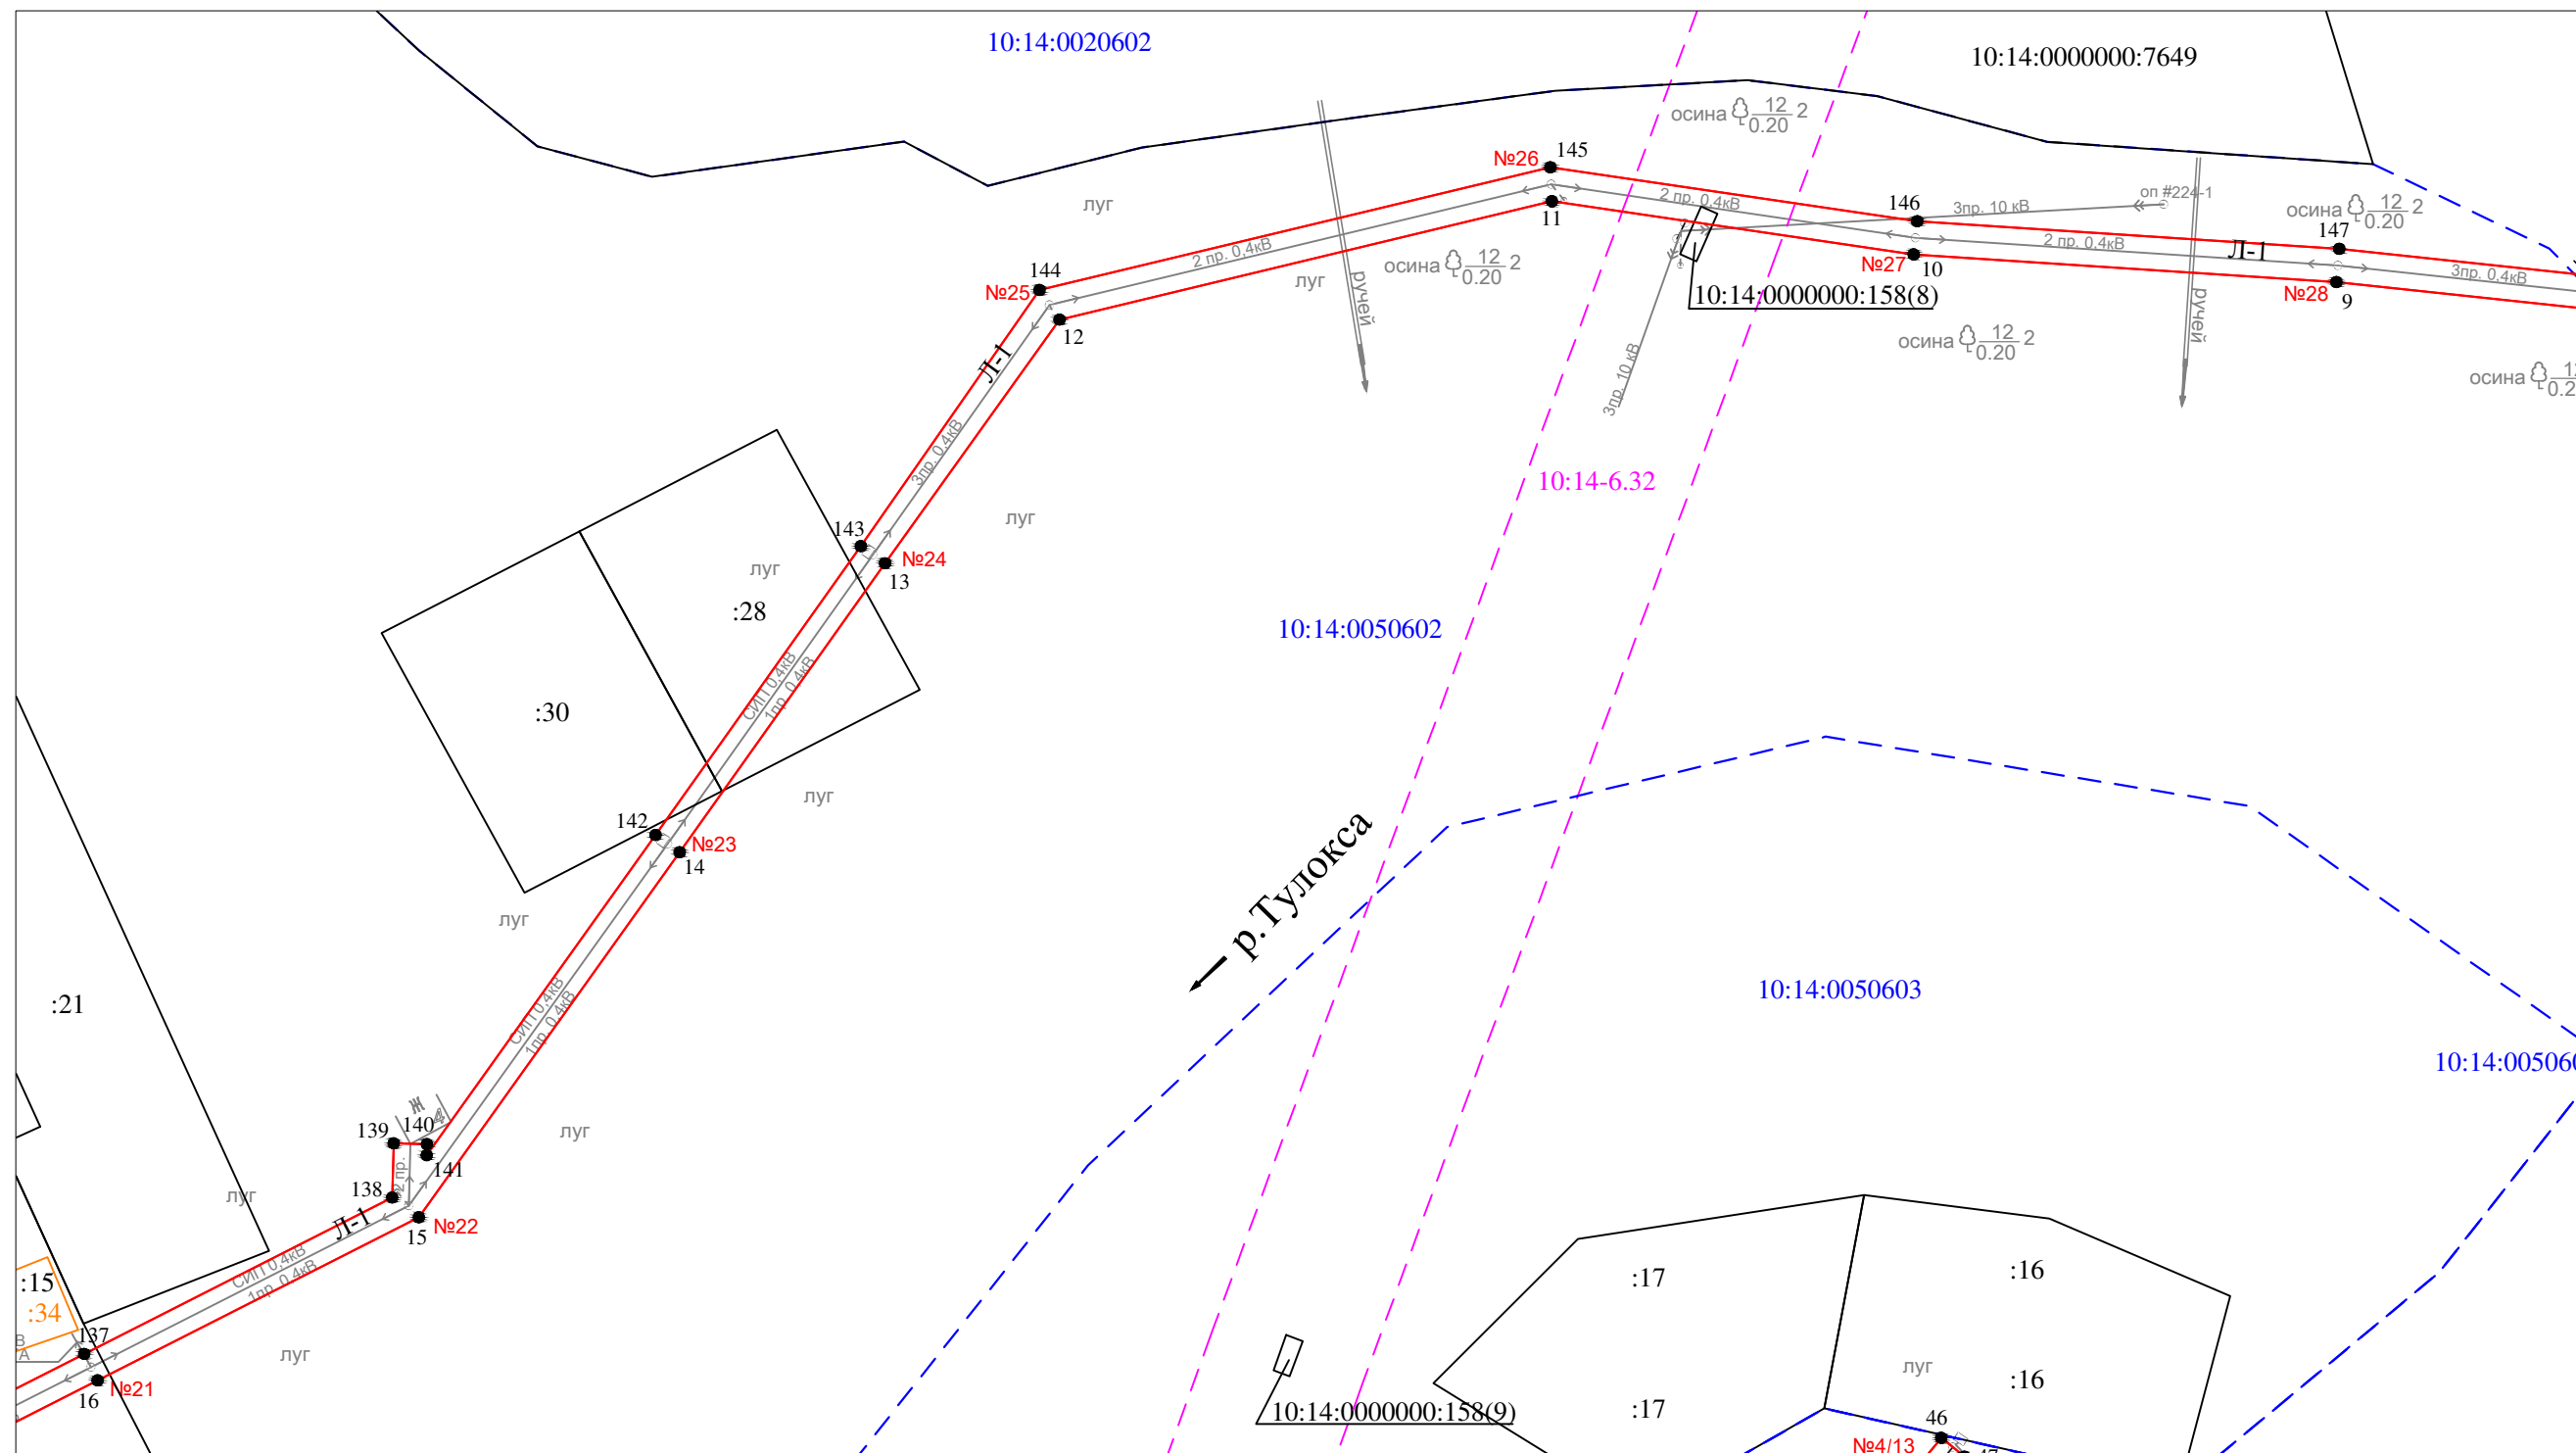 10:14:0020602
10:14:0000000:7649
осина 12 2
0.20
№26
145
2 пр. 0,4кВ
оп #224-1
3пр. 10 кВ
146
осина 12 2
0.20
147
луг
11
2 пр. 0,4кВ
осина 12 2
0.20
2 пр. 0,4кВ
Л-1
№27
10
3пр. 0,4кВ
144
№25
луг
ручей
10:14:0000000:158(8)
№28
9
ручей
12
осина 12 2
0.20
Л-1
3пр. 10 кВ
осина
3пр. 0,4кВ
10:14-6.32
луг
143
№24
13
луг
:28
10:14:0050602
СИП 0,4кВ
1пр. 0,4кВ
:30
луг
142
№23
14
р.Тулокса
луг
10:14:0050603
:21
СИП 0,4кВ
1пр. 0,4кВ
10:14:005060
Ж
4
139
140
луг
141
2 пр.
138
луг
Л-1
15
№22
СИП 0,4кВ
1пр. 0,4кВ
:15
:34
:17
:16
137
В
А
луг
луг
:16
№21
16
10:14:0000000:158(9)
:17
46
№4/13
47